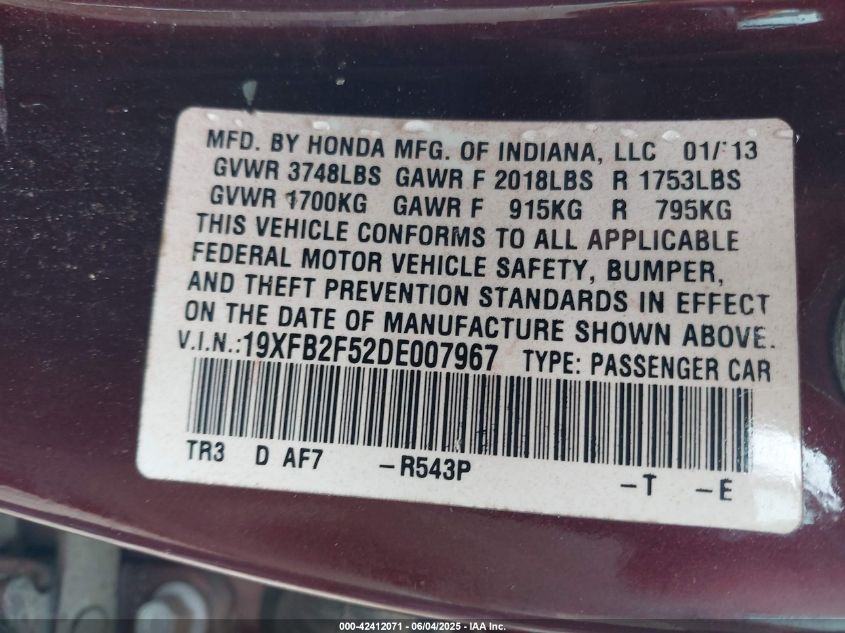 MFD. BY HONDA MFG. OF INDIANA, LLC 01/13
GVWR 3748LBS GAWR F 2018LBS R 1753LBS
GVWR 1700KG GAWR F 915KG R 795KG
THIS VEHICLE CONFORMS TO ALL APPLICABLE
FEDERAL MOTOR VEHICLE SAFETY, BUMPER,
AND THEFT PREVENTION STANDARDS IN EFFECT
ON THE DATE OF MANUFACTURE SHOWN ABOVE.
V.I.N.:19XFB2F52DE007967 TYPE: PASSENGER CAR
TR3 D AF7 -R543P -T -E
000-42412071 - 06/04/2025 - IAA Inc.